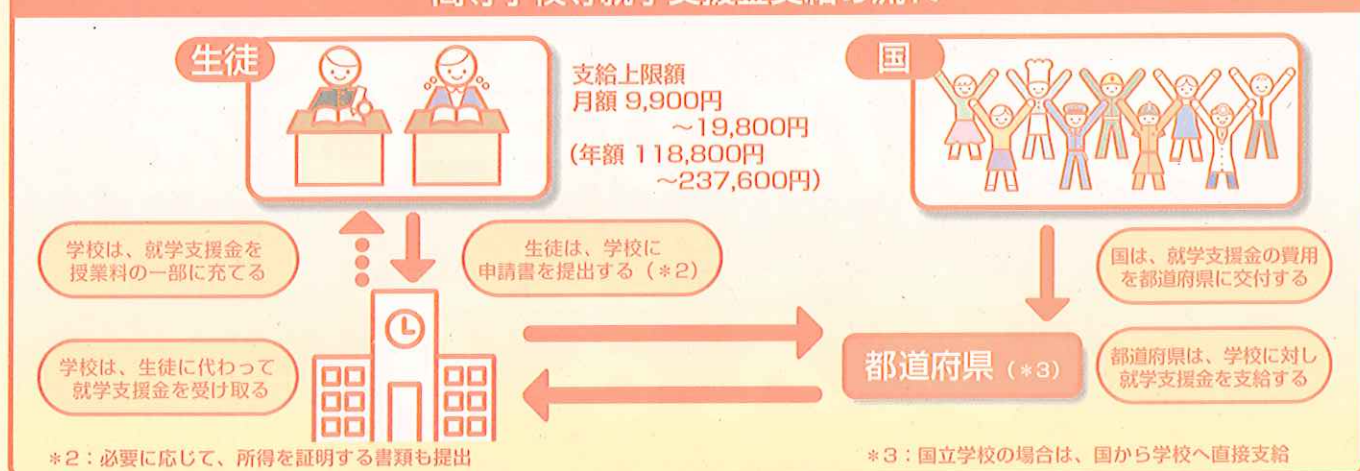 生徒
国
支給上限額
月額 9,900円
～19,800円
(年額 118,800円
～237,600円)
学校は、就学支援金を
授業料の一部に充てる
生徒は、学校に
申請書を提出する（＊2）
国は、就学支援金の費用
を都道府県に交付する
学校は、生徒に代わって
就学支援金を受け取る
都道府県（＊3）
都道府県は、学校に対し
就学支援金を支給する
＊2：必要に応じて、所得を証明する書類も提出
＊3：国立学校の場合は、国から学校へ直接支給